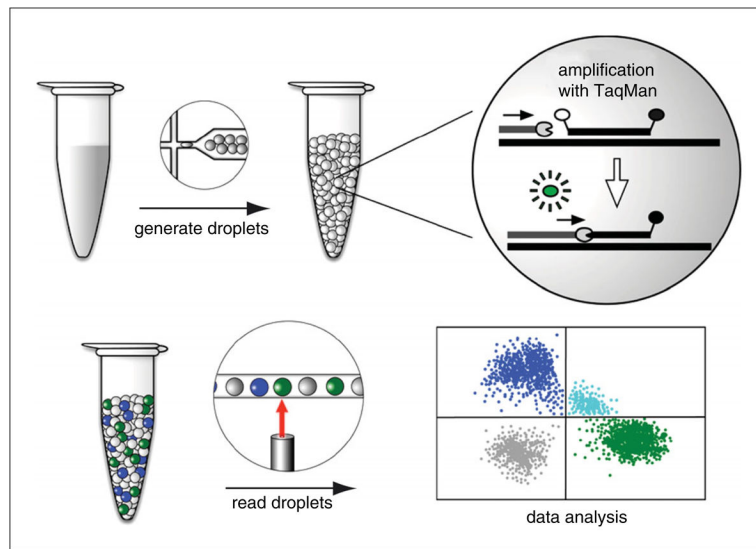 amplification
with TaqMan
generate droplets
read droplets
data analysis